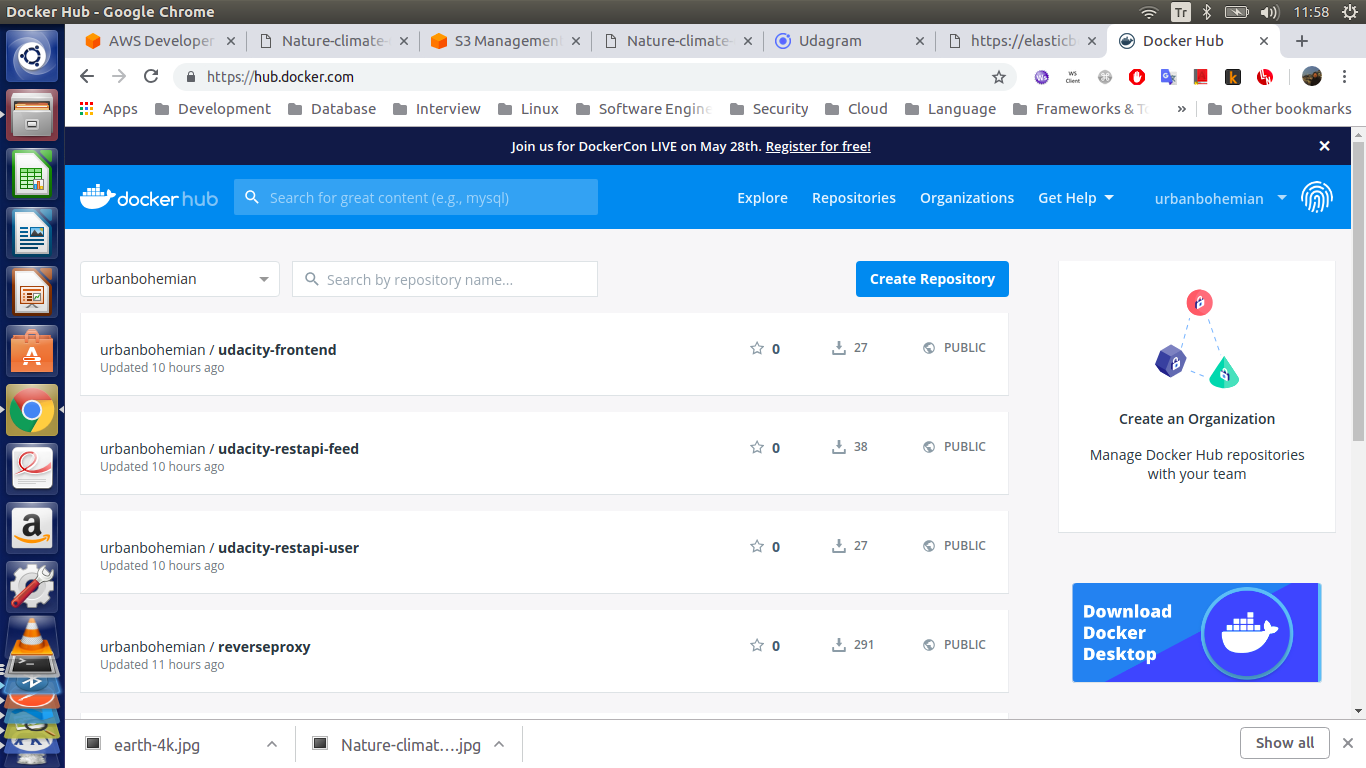 Docker Hub - Google Chrome
Tr
11:58
AWS Developer
Nature-climate-
S3 Management
Nature-climate-
Udagram
https://elasticb
Docker Hub
https://hub.docker.com
WS Client
Apps
Development
Database
Interview
Linux
Software Engine
Security
Cloud
Language
Frameworks & To
»
Other bookmarks
Join us for DockerCon LIVE on May 28th. Register for free!
docker hub
Search for great content (e.g., mysql)
Explore
Repositories
Organizations
Get Help
urbanbohemian
urbanbohemian
Search by repository name...
Create Repository
urbanbohemian / udacity-frontend
Updated 10 hours ago
0
27
PUBLIC
urbanbohemian / udacity-restapi-feed
Updated 10 hours ago
0
38
PUBLIC
urbanbohemian / udacity-restapi-user
Updated 10 hours ago
0
27
PUBLIC
urbanbohemian / reverseproxy
Updated 11 hours ago
0
291
PUBLIC
Create an Organization
Manage Docker Hub repositories
with your team
Download
Docker
Desktop
earth-4k.jpg
Nature-climat....jpg
Show all